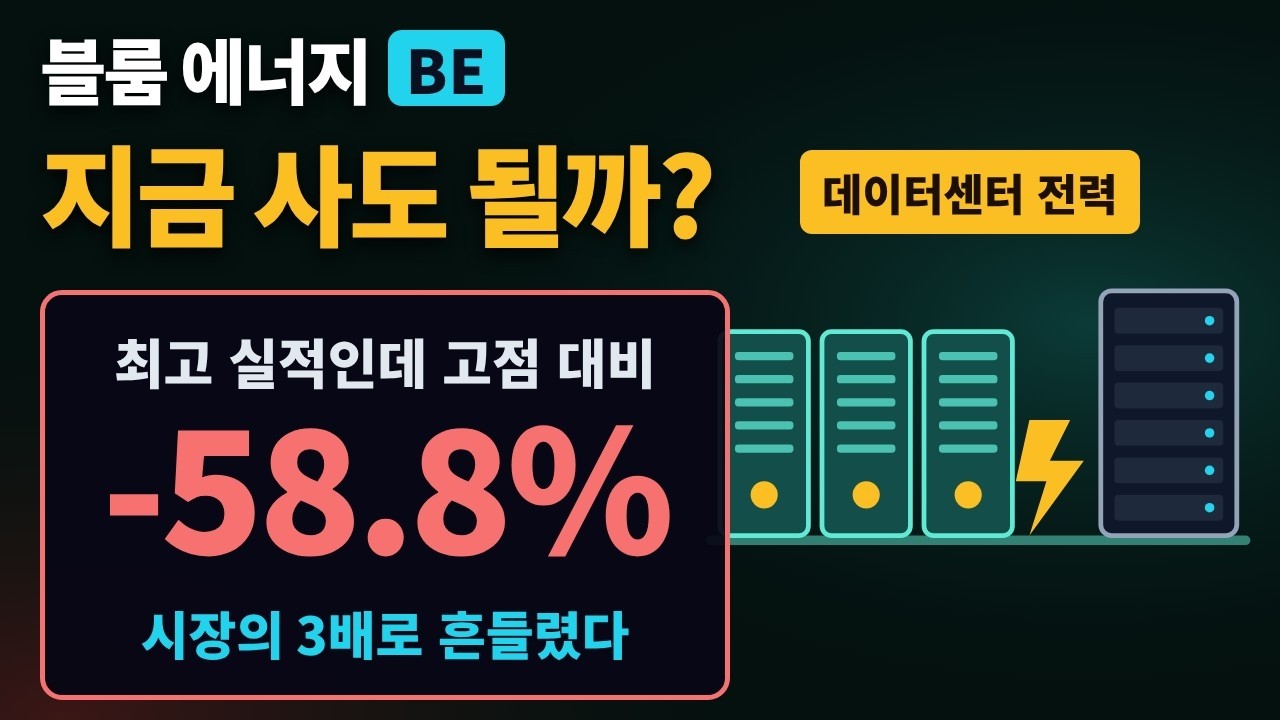 블룸 에너지 BE
지금 사도 될까?
데이터센터 전력
최고 실적인데 고점 대비
-58.8%
시장의 3배로 흔들렸다